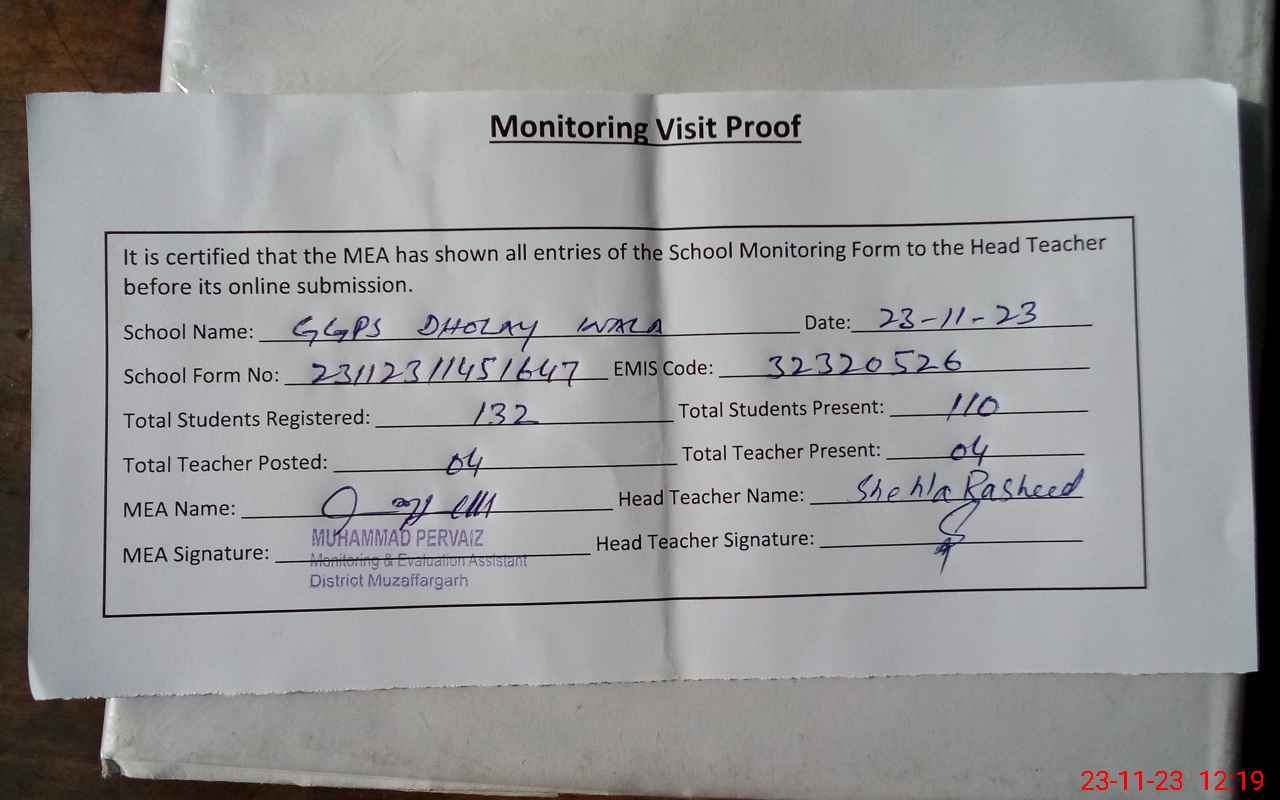 Monitoring Visit Proof
It is certified that the MEA has shown all entries of the School Monitoring Form to the Head Teacher
before its online submission.
School Name: GGPS DHOLAY WALA Date: 23-11-23
School Form No: 23112311451647 EMIS Code: 32320526
Total Students Registered: 132 Total Students Present: 110
Total Teacher Posted: 04 Total Teacher Present: 04
MEA Name: Head Teacher Name: Shehla Rasheed
MUHAMMAD PERVAIZ
MEA Signature: Monitoring & Evaluation Assistant Head Teacher Signature:
District Muzaffargarh
23-11-23 12:19